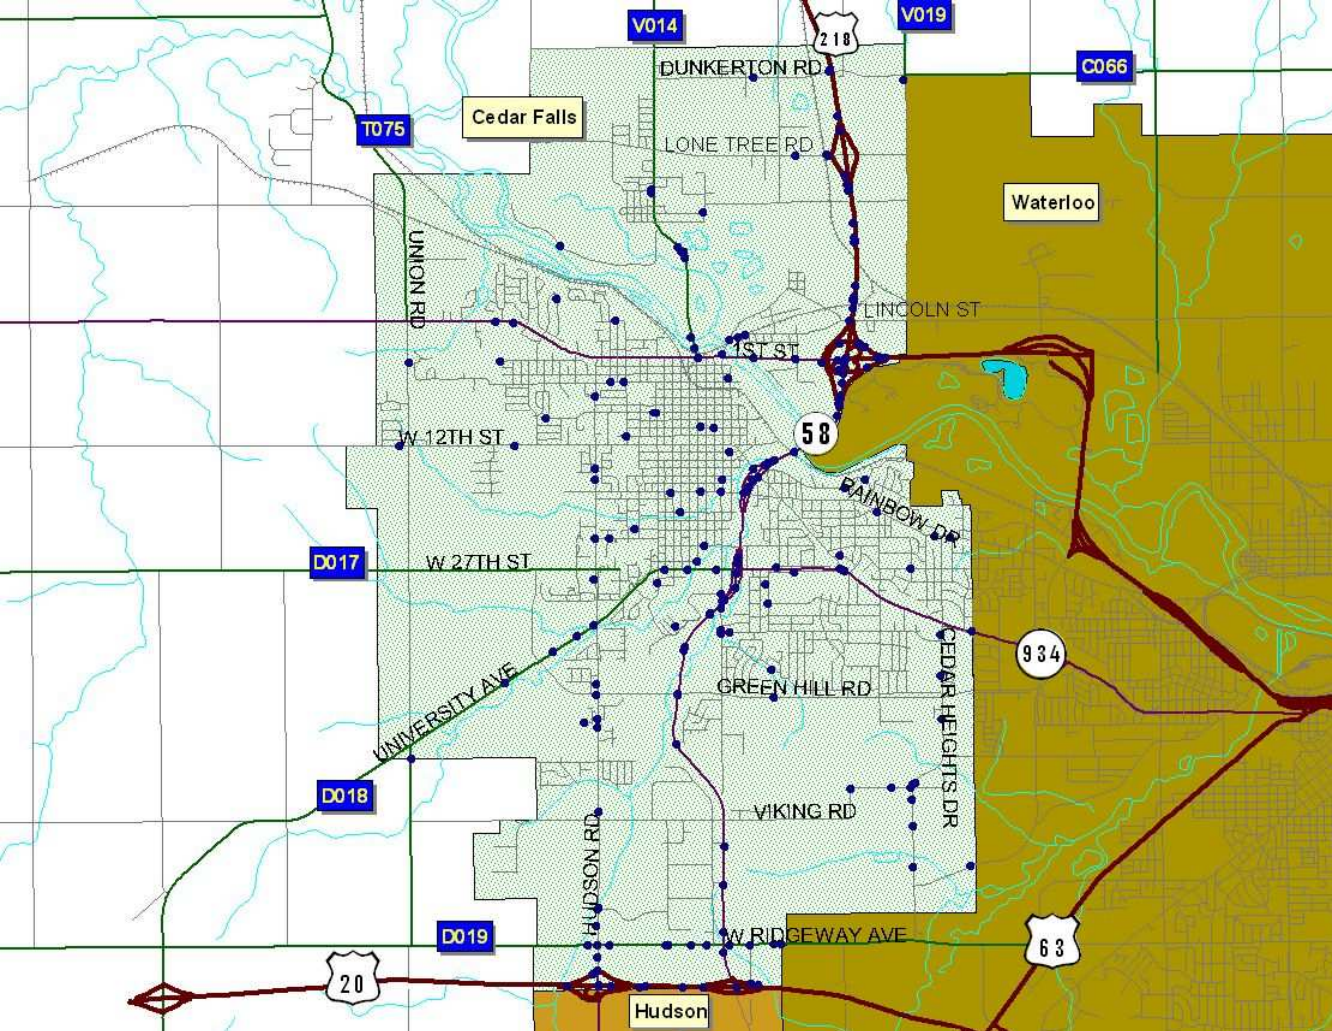 V014
V019
218
DUNKERTON RD
C066
Cedar Falls
T075
LONE TREE RD
Waterloo
UNION RD
LINCOLN ST
1ST ST
58
W 12TH ST
RAINBOW DR
D017
W 27TH ST
934
CEDAR HEIGHTS DR
GREEN HILL RD
UNIVERSITY AVE
D018
VIKING RD
HUDSON RD
D019
W RIDGEWAY AVE
63
20
Hudson